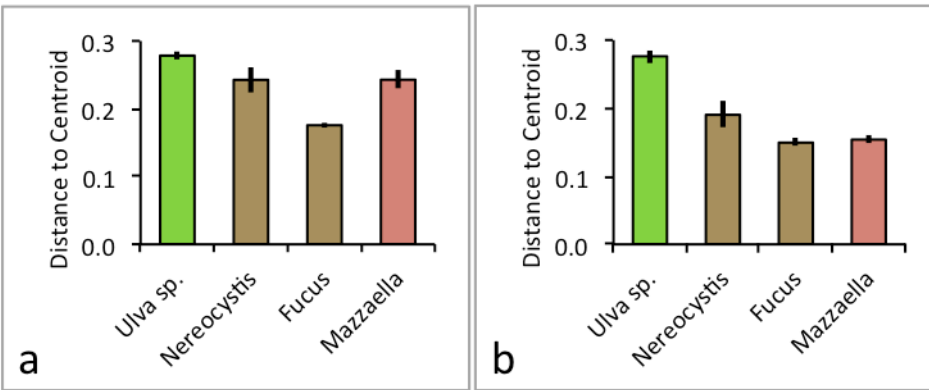 Distance to Centroid
0.3
0.2
0.1
0.0
Ulva sp.
Nereocystis
Fucus
Mazzaella
a
Distance to Centroid
0.3
0.2
0.1
0.0
Ulva sp.
Nereocystis
Fucus
Mazzaella
b